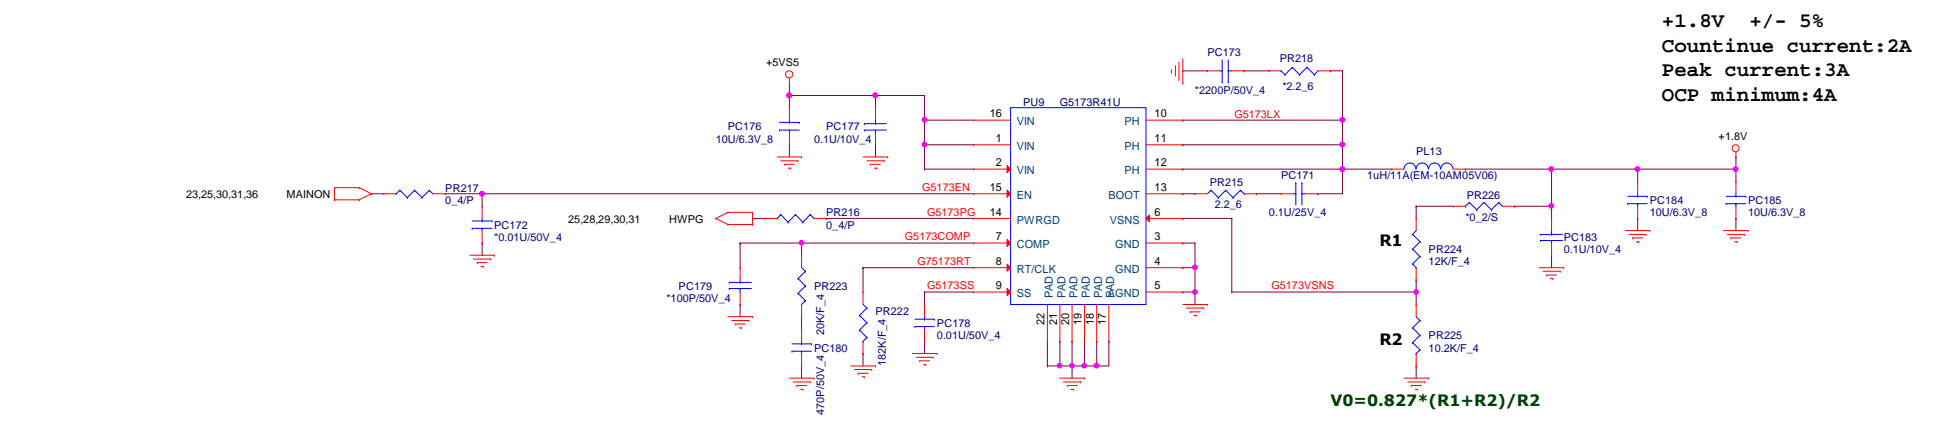 +1.8V +/- 5%
Countinue current:2A
Peak current:3A
OCP minimum:4A
+5VS5
PC176
10U/6.3V_8
PC177
0.1U/10V_4
PU9 G5173R41U
PC173
*2200P/50V_4
PR218
*2.2_6
16 VIN
1 VIN
2 VIN
15 EN
14 PWRGD
7 COMP
8 RT/CLK
9 SS
PH 10
PH 11
PH 12
BOOT 13
VSNS 6
GND 3
GND 4
AGND 5
PAD PAD PAD PAD PAD PAD
22 21 20 19 18 17
G5173LX
23,25,30,31,36 MAINON
PR217
0_4/P
G5173EN
PC172
*0.01U/50V_4
25,28,29,30,31 HWPG
PR216
0_4/P
G5173PG
G5173COMP
G75173RT
G5173SS
PC179
*100P/50V_4
PR223
20K/F_4
PC180
470P/50V_4
PR222
182K/F_4
PC178
0.01U/50V_4
PR215
2.2_6
PC171
0.1U/25V_4
PL13
1uH/11A(EM-10AM05V06)
+1.8V
PR226
*0_2/S
PC183
0.1U/10V_4
PC184
10U/6.3V_8
PC185
10U/6.3V_8
R1
PR224
12K/F_4
G5173VSNS
R2
PR225
10.2K/F_4
V0=0.827*(R1+R2)/R2